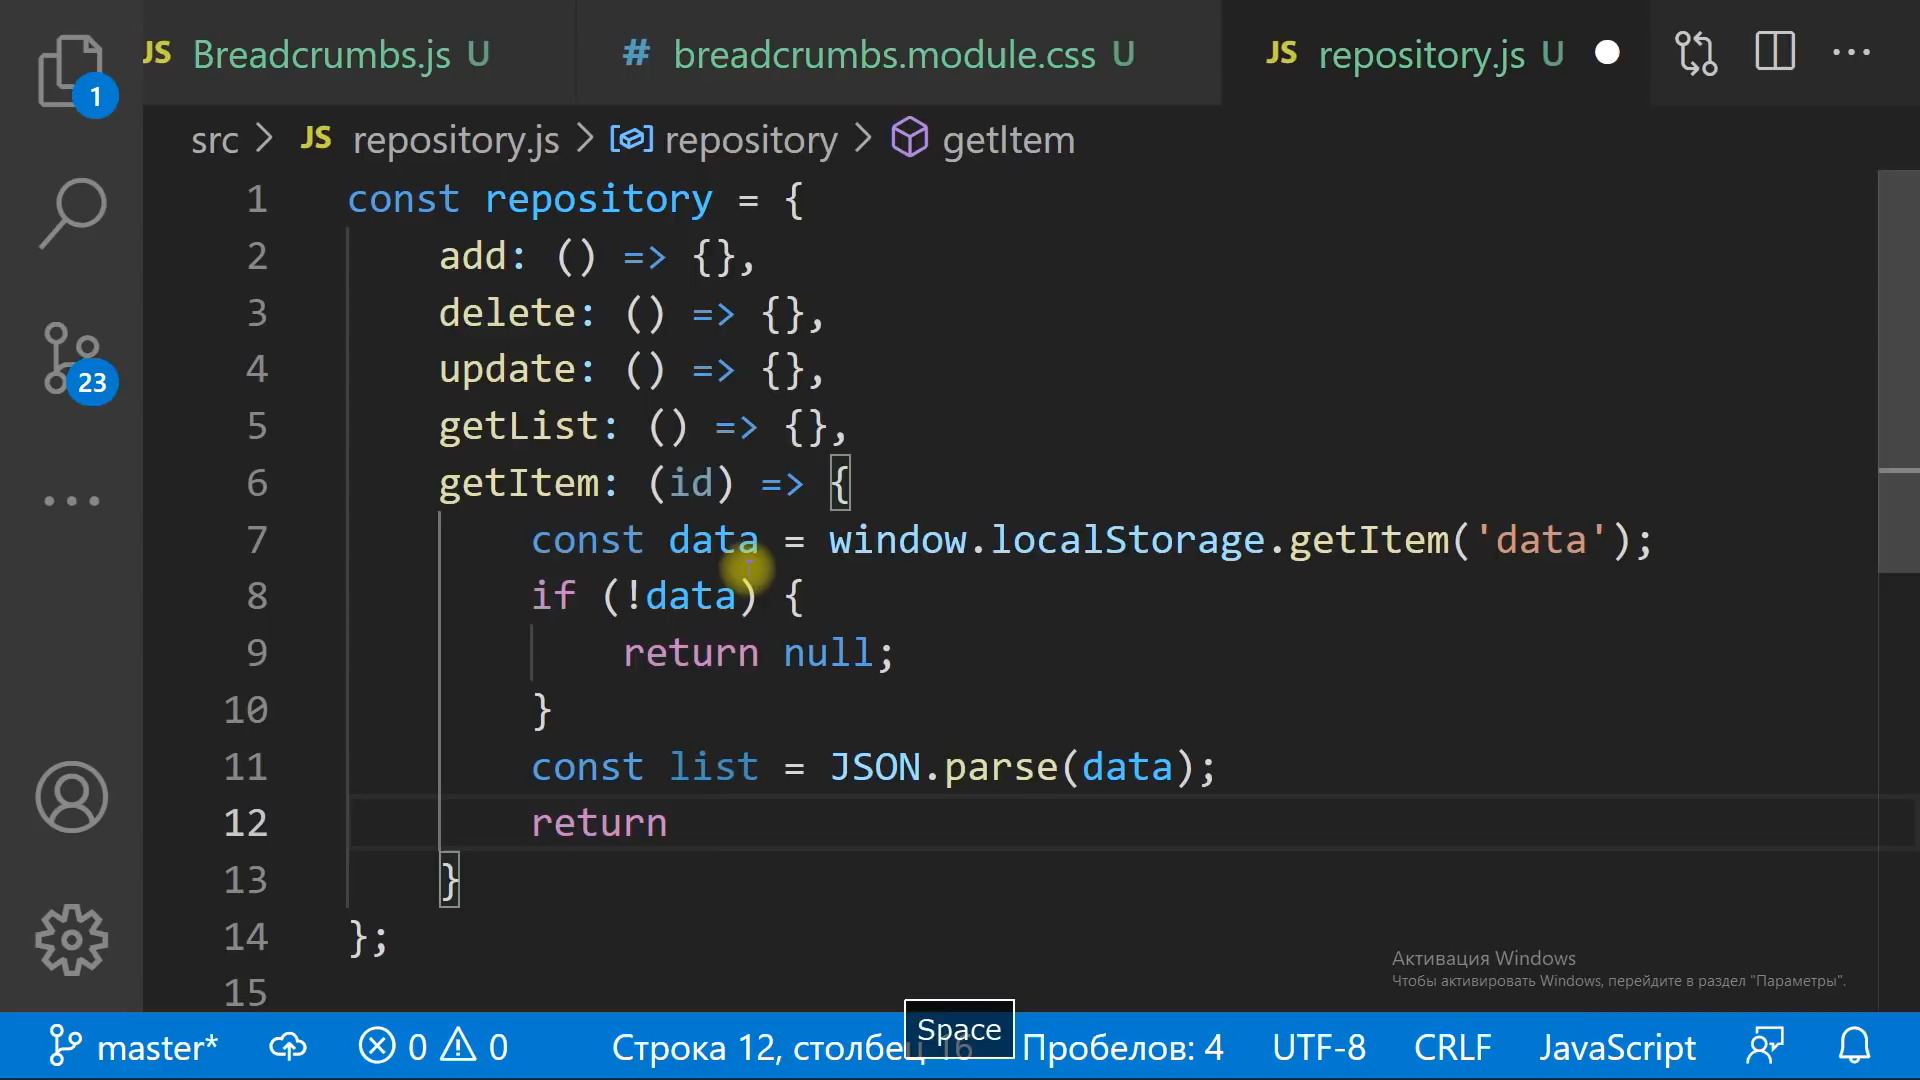 JS Breadcrumbs.js U # breadcrumbs.module.css U JS repository.js U
1
src > JS repository.js > repository > getItem
1 const repository = {
2 add: () => {},
3 delete: () => {},
4 update: () => {},
5 getList: () => {},
6 getItem: (id) => {
7 const data = window.localStorage.getItem('data');
8 if (!data) {
9 return null;
10 }
11 const list = JSON.parse(data);
12 return
13 }
14 };
15
23
Активация Windows
Чтобы активировать Windows, перейдите в раздел "Параметры".
Space
master* 0 0 Строка 12, столбец 16 Пробелов: 4 UTF-8 CRLF JavaScript